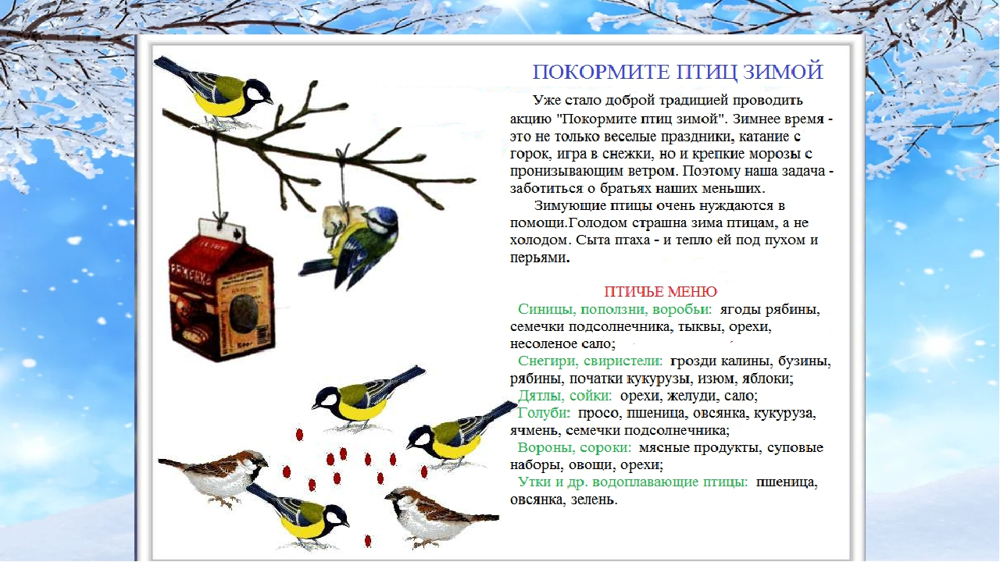 ПОКОРМИТЕ ПТИЦ ЗИМОЙ
Уже стало доброй традицией проводить
акцию "Покормите птиц зимой". Зимнее время -
это не только веселые праздники, катание с
горок, игра в снежки, но и крепкие морозы с
пронизывающим ветром. Поэтому наша задача -
заботиться о братьях наших меньших.
Зимующие птицы очень нуждаются в
помощи.Голодом страшна зима птицам, а не
холодом. Сыта птаха - и тепло ей под пухом и
перьями.
ПТИЧЬЕ МЕНЮ
Синицы, поползни, воробьи: ягоды рябины,
семечки подсолнечника, тыквы, орехи,
несоленое сало;
Снегири, свиристели: грозди калины, бузины,
рябины, початки кукурузы, изюм, яблоки;
Дятлы, сойки: орехи, желуди, сало;
Голуби: просо, пшеница, овсянка, кукуруза,
ячмень, семечки подсолнечника;
Вороны, сороки: мясные продукты, суповые
наборы, овощи, орехи;
Утки и др. водоплавающие птицы: пшеница,
овсянка, зелень.
РЯЖЕНКА
500г